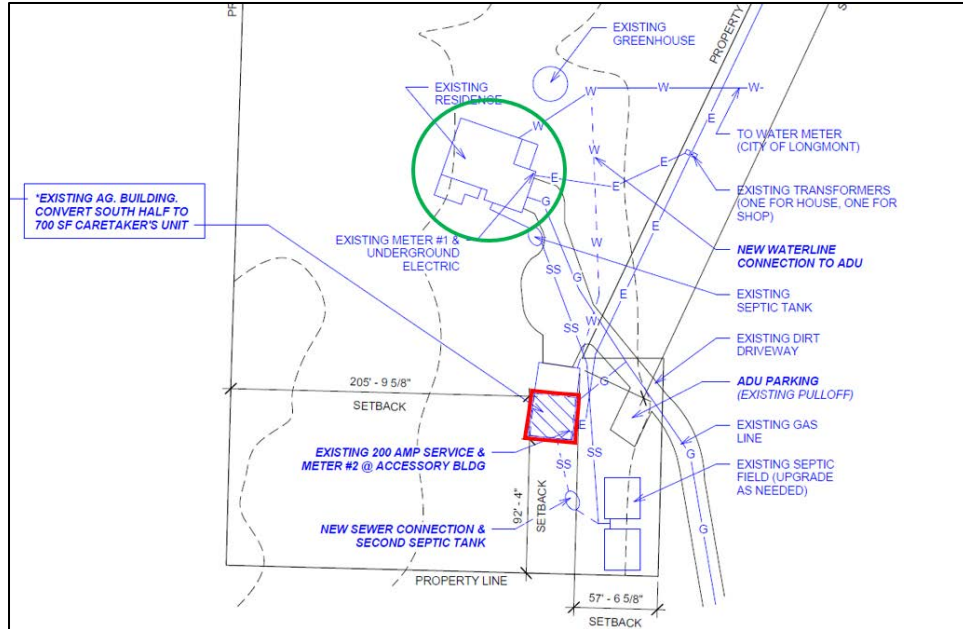 PR
PROPERTY
S
EXISTING
GREENHOUSE
EXISTING
RESIDENCE
W
W
W
W-
E
TO WATER METER
(CITY OF LONGMONT)
W
E
E
G
EXISTING TRANSFORMERS
(ONE FOR HOUSE, ONE FOR
SHOP)
*EXISTING AG. BUILDING.
CONVERT SOUTH HALF TO
700 SF CARETAKER'S UNIT
E
EXISTING METER #1 &
UNDERGROUND
ELECTRIC
W
NEW WATERLINE
CONNECTION TO ADU
SS
G
E
EXISTING
SEPTIC TANK
SS
W
EXISTING DIRT
DRIVEWAY
205' - 9 5/8"
SETBACK
G
ADU PARKING
(EXISTING PULLOFF)
EXISTING GAS
LINE
EXISTING 200 AMP SERVICE &
METER #2 @ ACCESSORY BLDG
E
SS
SS
G
EXISTING SEPTIC
FIELD (UPGRADE
AS NEEDED)
92' - 4"
SETBACK
NEW SEWER CONNECTION &
SECOND SEPTIC TANK
G
PROPERTY LINE
57' - 6 5/8"
SETBACK